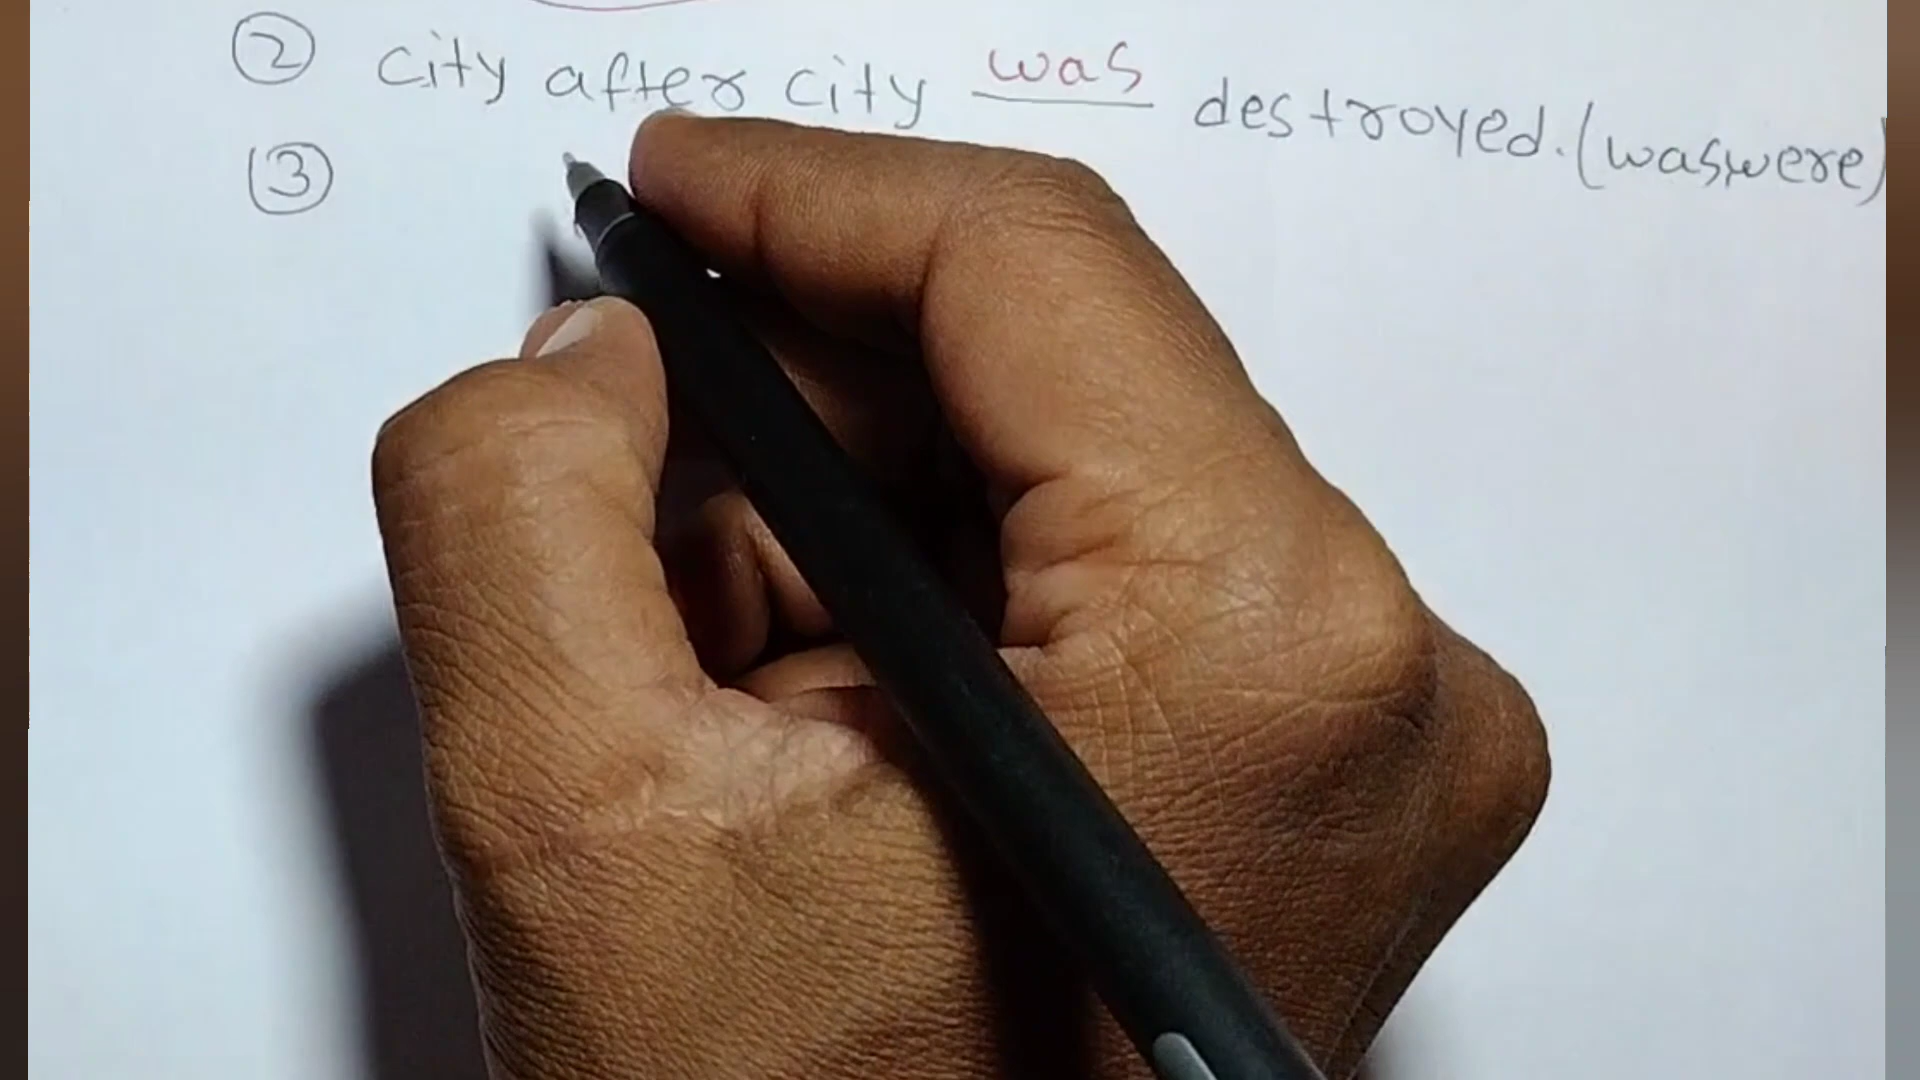 ② City after city was destroyed. (was,were)
③